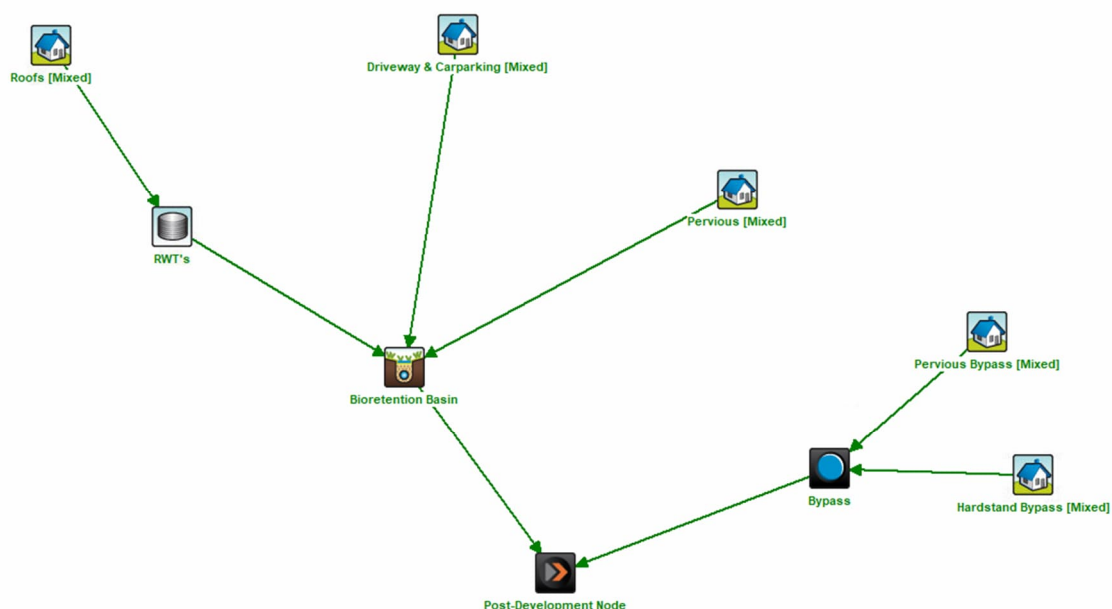 Roofs [Mixed]
Driveway & Carparking [Mixed]
Pervious [Mixed]
RWT's
Pervious Bypass [Mixed]
Bioretention Basin
Bypass
Hardstand Bypass [Mixed]
Post-Development Node